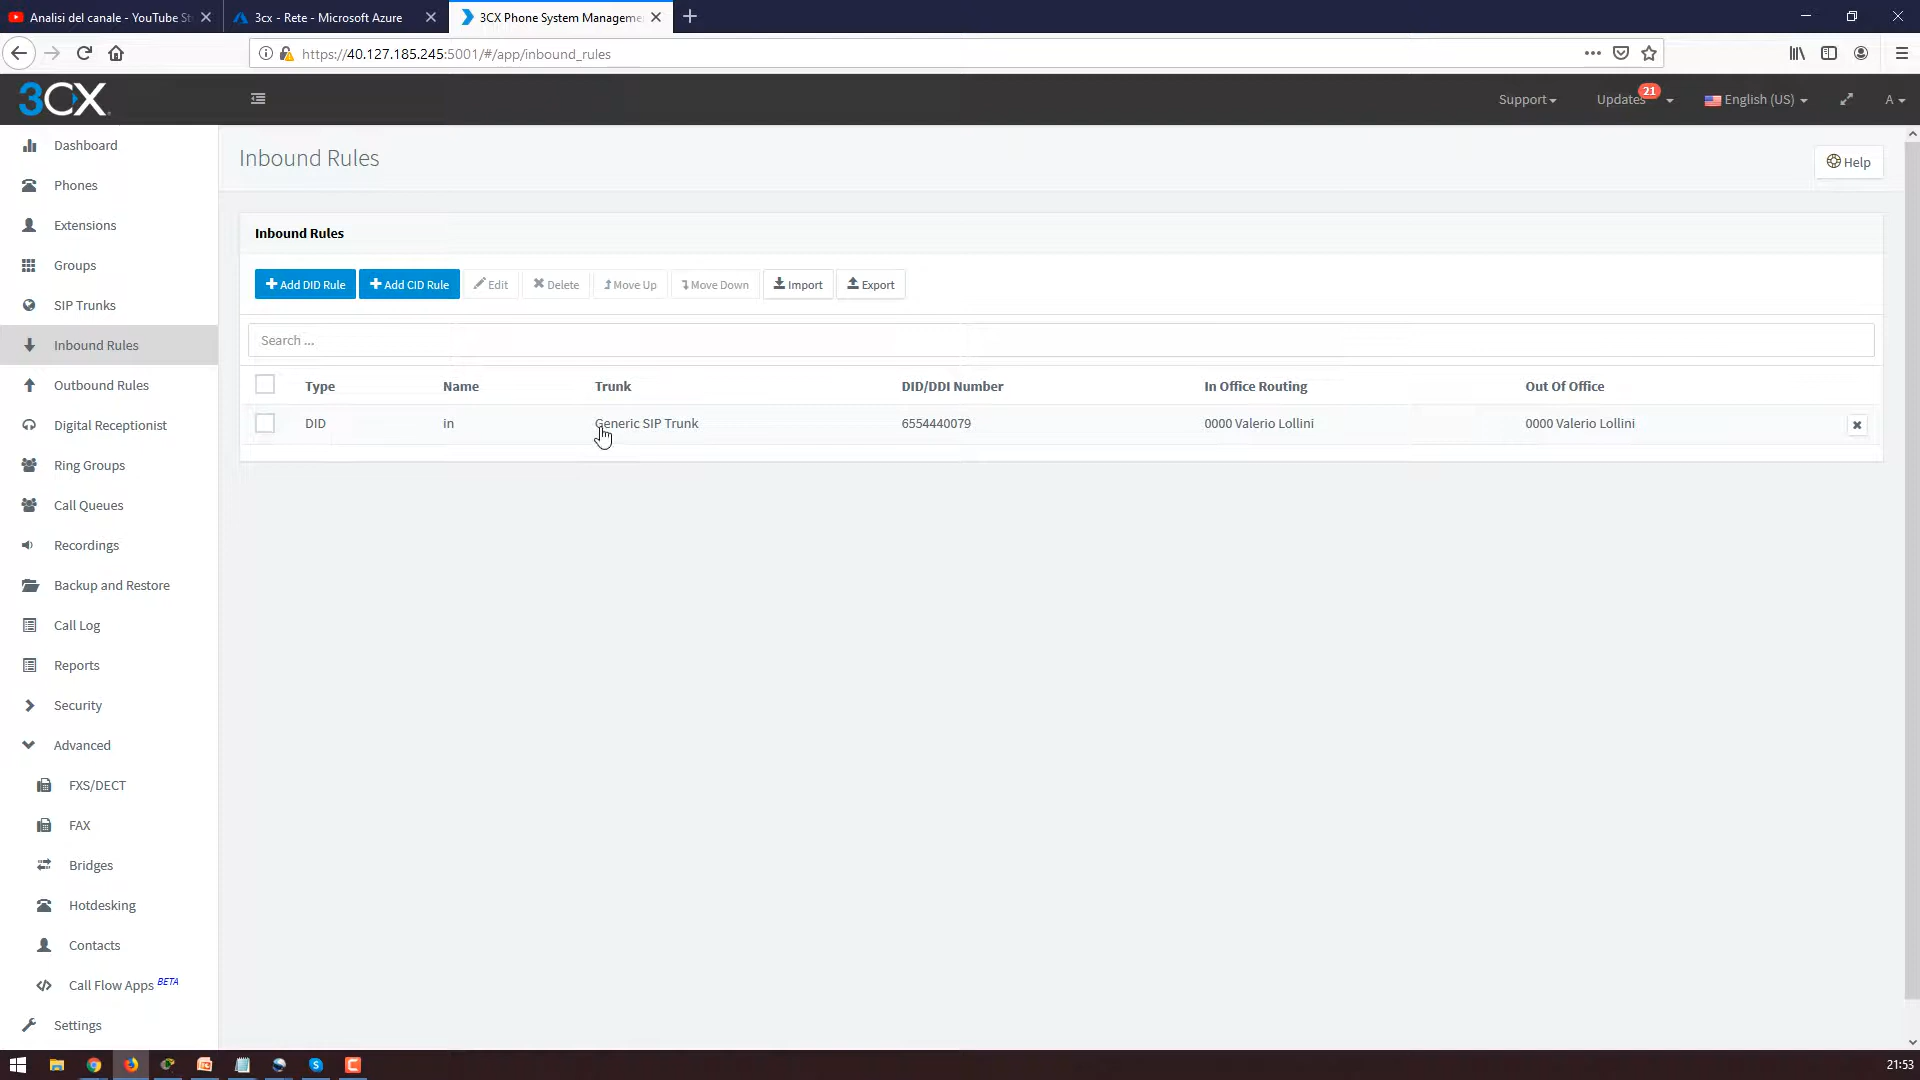 Analisi del canale - YouTube St
3cx - Rete - Microsoft Azure
3CX Phone System Manageme
https://40.127.185.245:5001/#/app/inbound_rules
3CX
Support
Updates
21
English (US)
A
Dashboard
Phones
Extensions
Groups
SIP Trunks
Inbound Rules
Outbound Rules
Digital Receptionist
Ring Groups
Call Queues
Recordings
Backup and Restore
Call Log
Reports
Security
Advanced
FXS/DECT
FAX
Bridges
Hotdesking
Contacts
Call Flow Apps BETA
Settings
Inbound Rules
Help
Inbound Rules
Add DID Rule Add CID Rule Edit Delete Move Up Move Down Import Export
Search ...
Type Name Trunk DID/DDI Number In Office Routing Out Of Office
DID in Generic SIP Trunk 6554440079 0000 Valerio Lollini 0000 Valerio Lollini
21:53